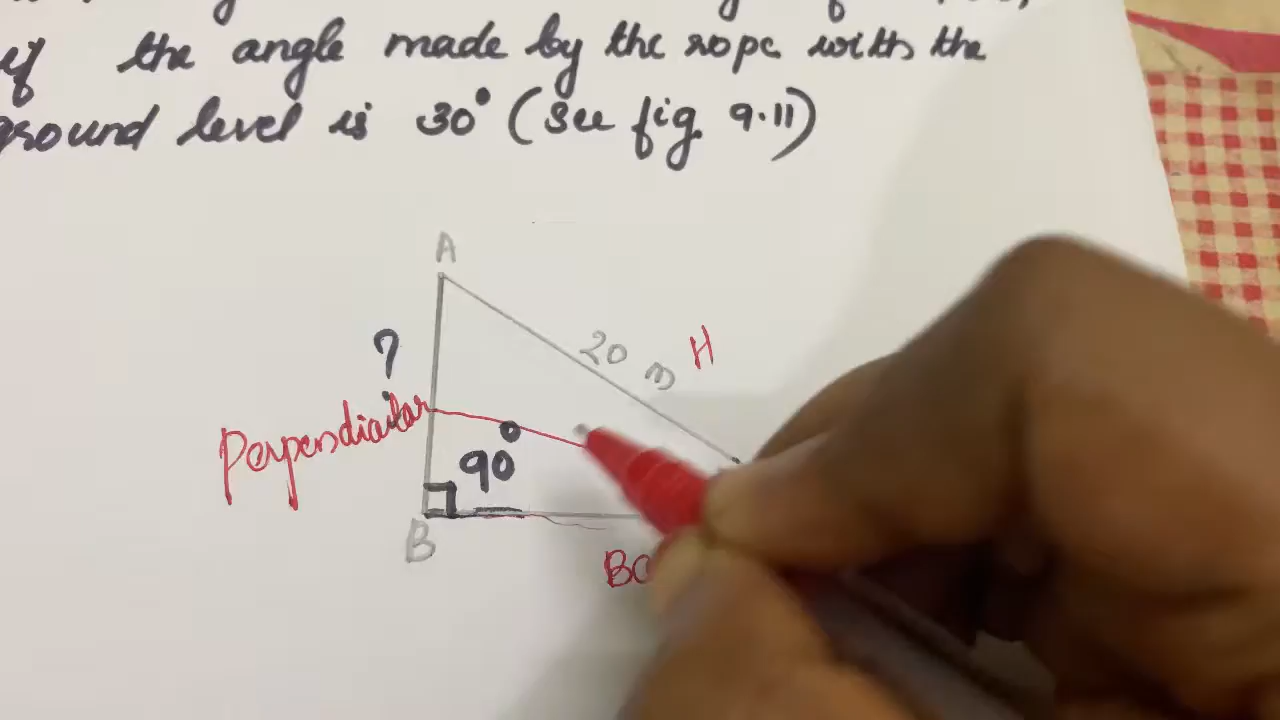 if the angle made by the rope with the
ground level is 30° (See fig. 9.11)
A
?
20 m H
Perpendicular
90°
B